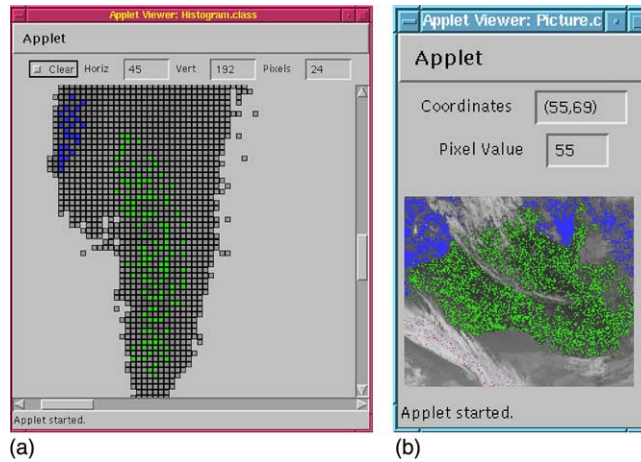 Applet Viewer: Histogram.class
Applet
Clear Horiz 45 Vert 192 Pixels 24
Applet started.
(a)
Applet Viewer: Picture.c
Applet
Coordinates (55,69)
Pixel Value 55
Applet started.
(b)